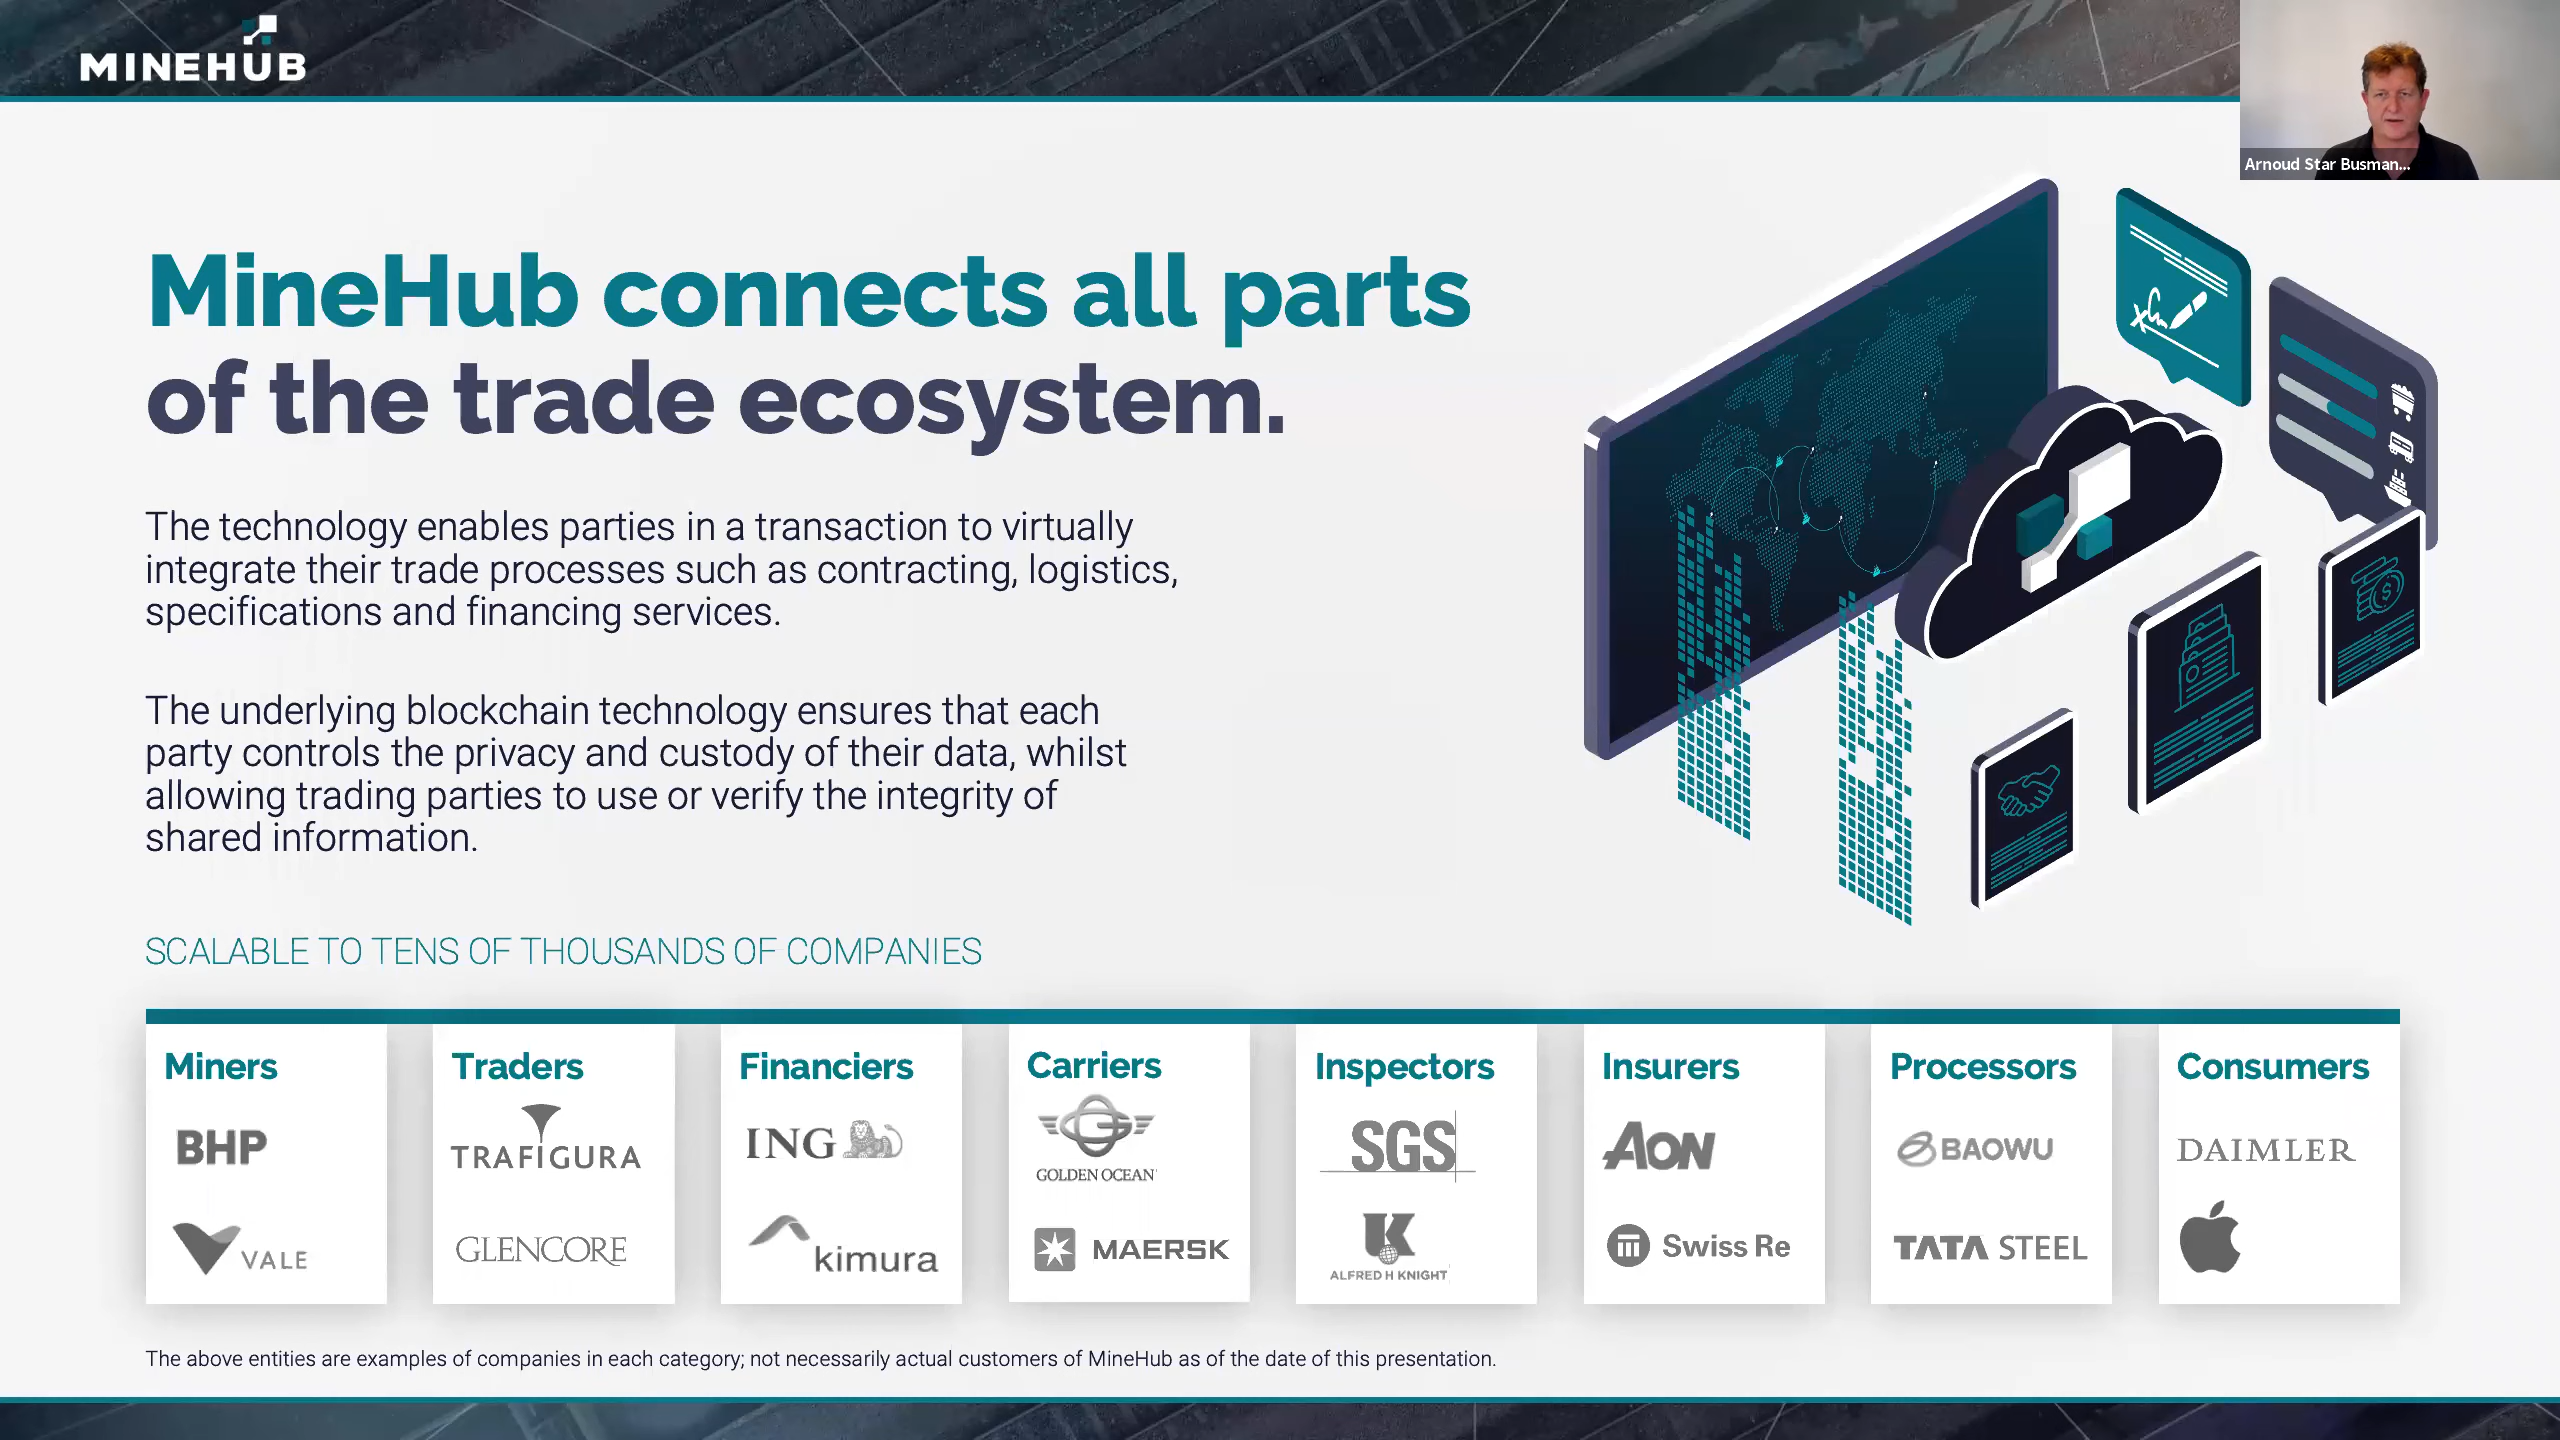 MINEHUB
Arnoud Star Busman...
MineHub connects all parts
of the trade ecosystem.
The technology enables parties in a transaction to virtually
integrate their trade processes such as contracting, logistics,
specifications and financing services.
The underlying blockchain technology ensures that each
party controls the privacy and custody of their data, whilst
allowing trading parties to use or verify the integrity of
shared information.
SCALABLE TO TENS OF THOUSANDS OF COMPANIES
Miners
BHP
VALE
Traders
TRAFIGURA
GLENCORE
Financiers
ING
kimura
Carriers
GOLDEN OCEAN
MAERSK
Inspectors
SGS
K
ALFRED H KNIGHT
Insurers
AON
Swiss Re
Processors
BAOWU
TATA STEEL
Consumers
DAIMLER
The above entities are examples of companies in each category; not necessarily actual customers of MineHub as of the date of this presentation.